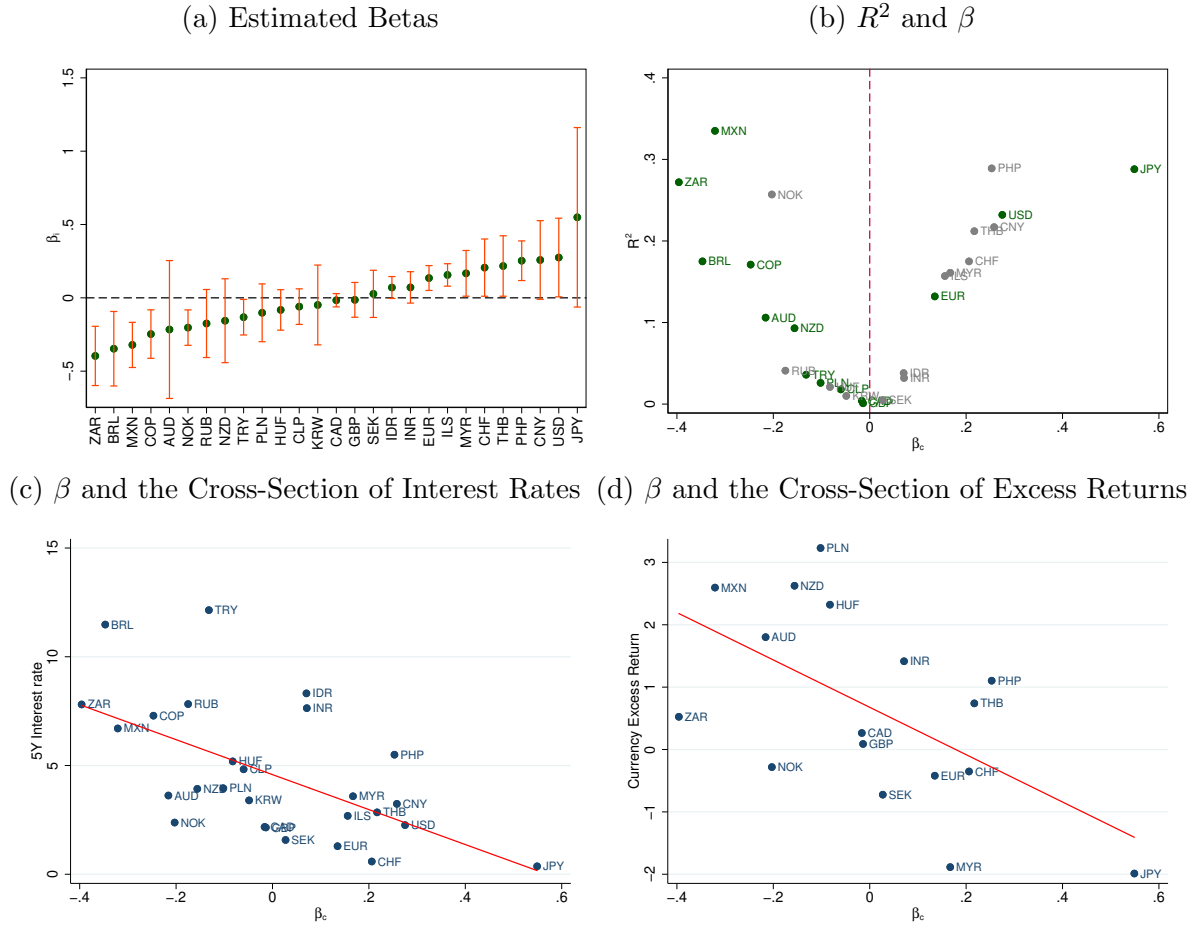 (a) Estimated Betas
(b) R² and β
1.5
1
.5
0
-.5
βᵢ
ZAR
BRL
MXN
COP
AUD
NOK
RUB
NZD
TRY
PLN
HUF
CLP
KRW
CAD
GBP
SEK
IDR
INR
EUR
ILS
MYR
CHF
THB
PHP
CNY
USD
JPY
.4
.3
.2
.1
0
R²
MXN
ZAR
NOK
BRL
COP
AUD
NZD
RUB
TRY
PLN
CLP
KRW
GBP
SEK
IDR
INR
EUR
ILS
MYR
CHF
THB
CNY
USD
PHP
JPY
-.4 -.2 0 .2 .4 .6
β꜀
(c) β and the Cross-Section of Interest Rates
(d) β and the Cross-Section of Excess Returns
15
10
5
0
5Y Interest rate
TRY
BRL
ZAR
RUB
COP
MXN
IDR
INR
HUF
CLP
PHP
AUD
NZD
PLN
KRW
NOK
CAD
GBP
SEK
MYR
CNY
ILS
THB
USD
EUR
CHF
JPY
-.4 -.2 0 .2 .4 .6
β꜀
3
2
1
0
-1
-2
Currency Excess Return
PLN
MXN
NZD
HUF
AUD
INR
PHP
THB
ZAR
CAD
GBP
NOK
EUR
CHF
SEK
MYR
JPY
-.4 -.2 0 .2 .4 .6
β꜀